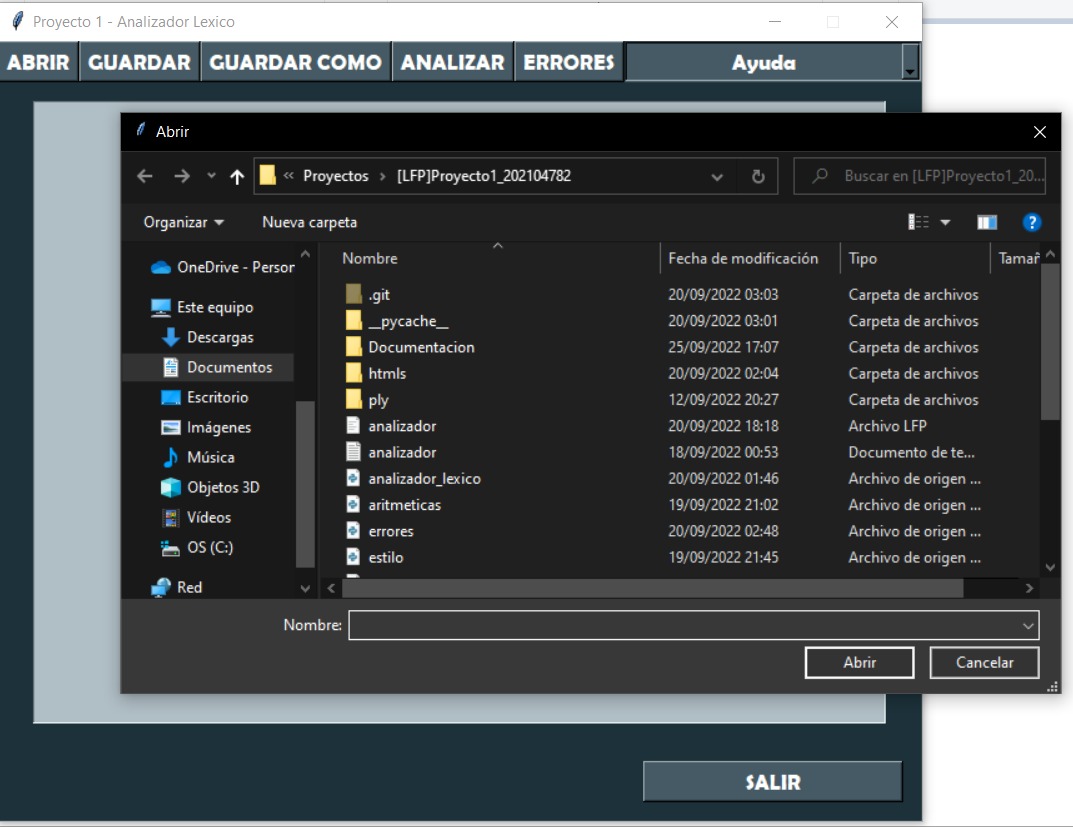 Proyecto 1 - Analizador Lexico
ABRIR GUARDAR GUARDAR COMO ANALIZAR ERRORES Ayuda
Abrir
« Proyectos › [LFP]Proyecto1_202104782 Buscar en [LFP]Proyecto1_20...
Organizar Nueva carpeta ?
Nombre Fecha de modificación Tipo Tamañ
OneDrive - Person
Este equipo
Descargas
Documentos
Escritorio
Imágenes
Música
Objetos 3D
Vídeos
OS (C:)
Red
.git 20/09/2022 03:03 Carpeta de archivos
__pycache__ 20/09/2022 03:01 Carpeta de archivos
Documentacion 25/09/2022 17:07 Carpeta de archivos
htmls 20/09/2022 02:04 Carpeta de archivos
ply 12/09/2022 20:27 Carpeta de archivos
analizador 20/09/2022 18:18 Archivo LFP
analizador 18/09/2022 00:53 Documento de te...
analizador_lexico 20/09/2022 01:46 Archivo de origen ...
aritmeticas 19/09/2022 21:02 Archivo de origen ...
errores 20/09/2022 02:48 Archivo de origen ...
estilo 19/09/2022 21:45 Archivo de origen ...
Nombre:
Abrir Cancelar
SALIR